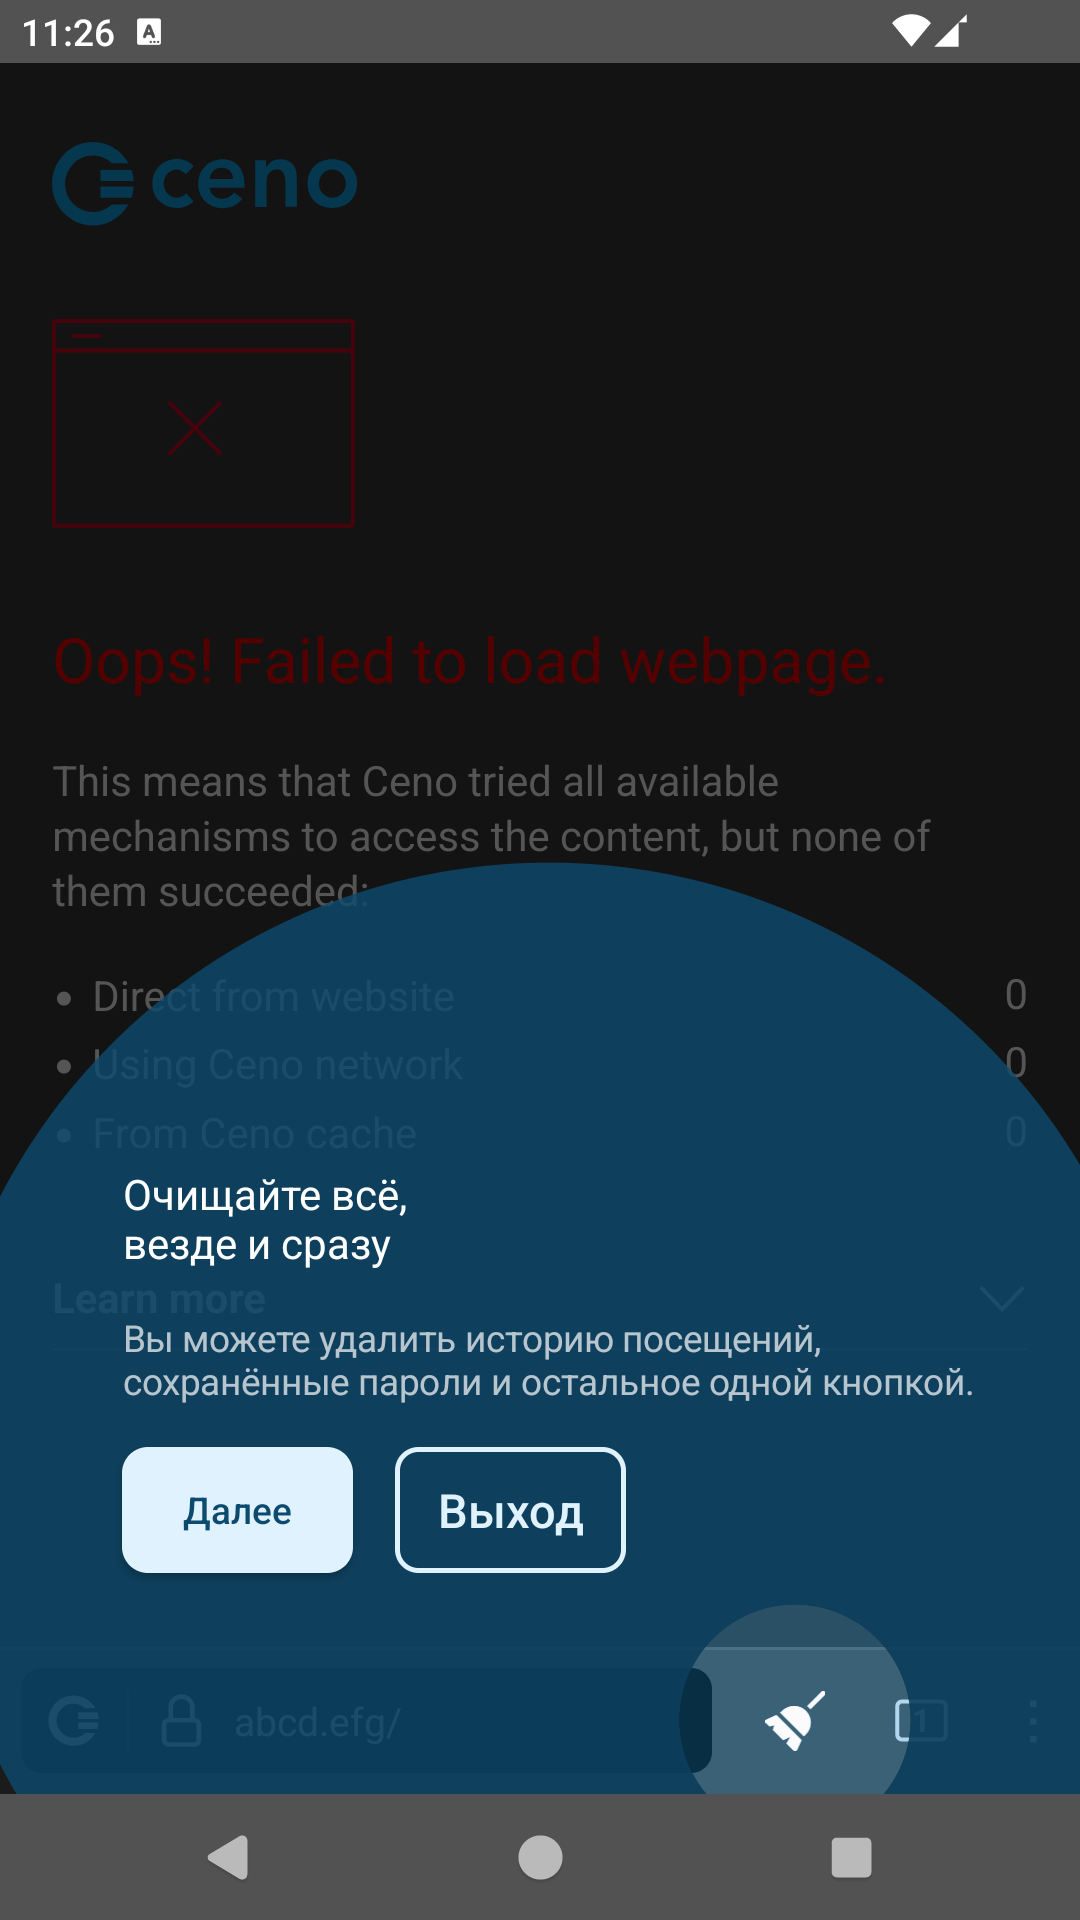 11:26
ceno
Oops! Failed to load webpage.
This means that Ceno tried all available
mechanisms to access the content, but none of
them succeeded:
Direct from website 0
Using Ceno network 0
From Ceno cache 0
Очищайте всё,
везде и сразу
Learn more
Вы можете удалить историю посещений,
сохранённые пароли и остальное одной кнопкой.
Далее Выход
abcd.efg/ 1